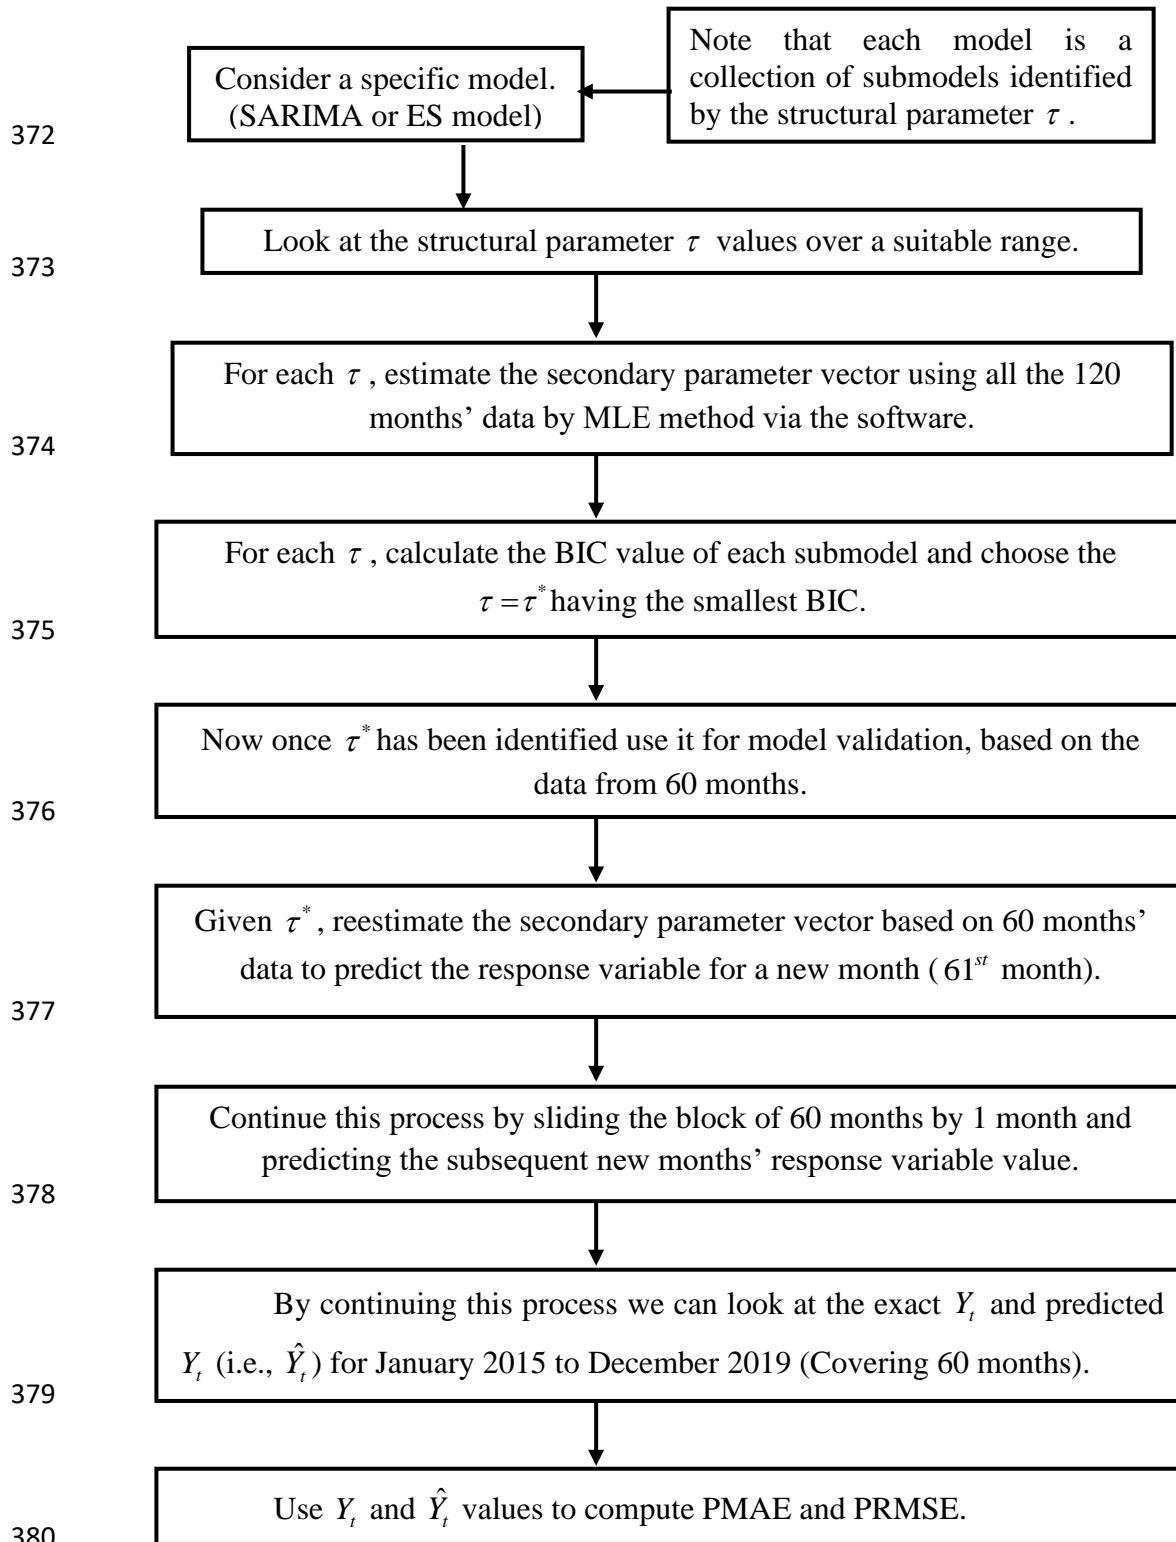 Consider a specific model.
(SARIMA or ES model)
Note that each model is a
collection of submodels identified
by the structural parameter τ .
372
Look at the structural parameter τ values over a suitable range.
373
For each τ , estimate the secondary parameter vector using all the 120
months’ data by MLE method via the software.
374
For each τ , calculate the BIC value of each submodel and choose the
τ = τ* having the smallest BIC.
375
Now once τ* has been identified use it for model validation, based on the
data from 60 months.
376
Given τ* , reestimate the secondary parameter vector based on 60 months’
data to predict the response variable for a new month ( 61st month).
377
Continue this process by sliding the block of 60 months by 1 month and
predicting the subsequent new months’ response variable value.
378
By continuing this process we can look at the exact Yt and predicted
Yt (i.e., Ŷt ) for January 2015 to December 2019 (Covering 60 months).
379
Use Yt and Ŷt values to compute PMAE and PRMSE.
380